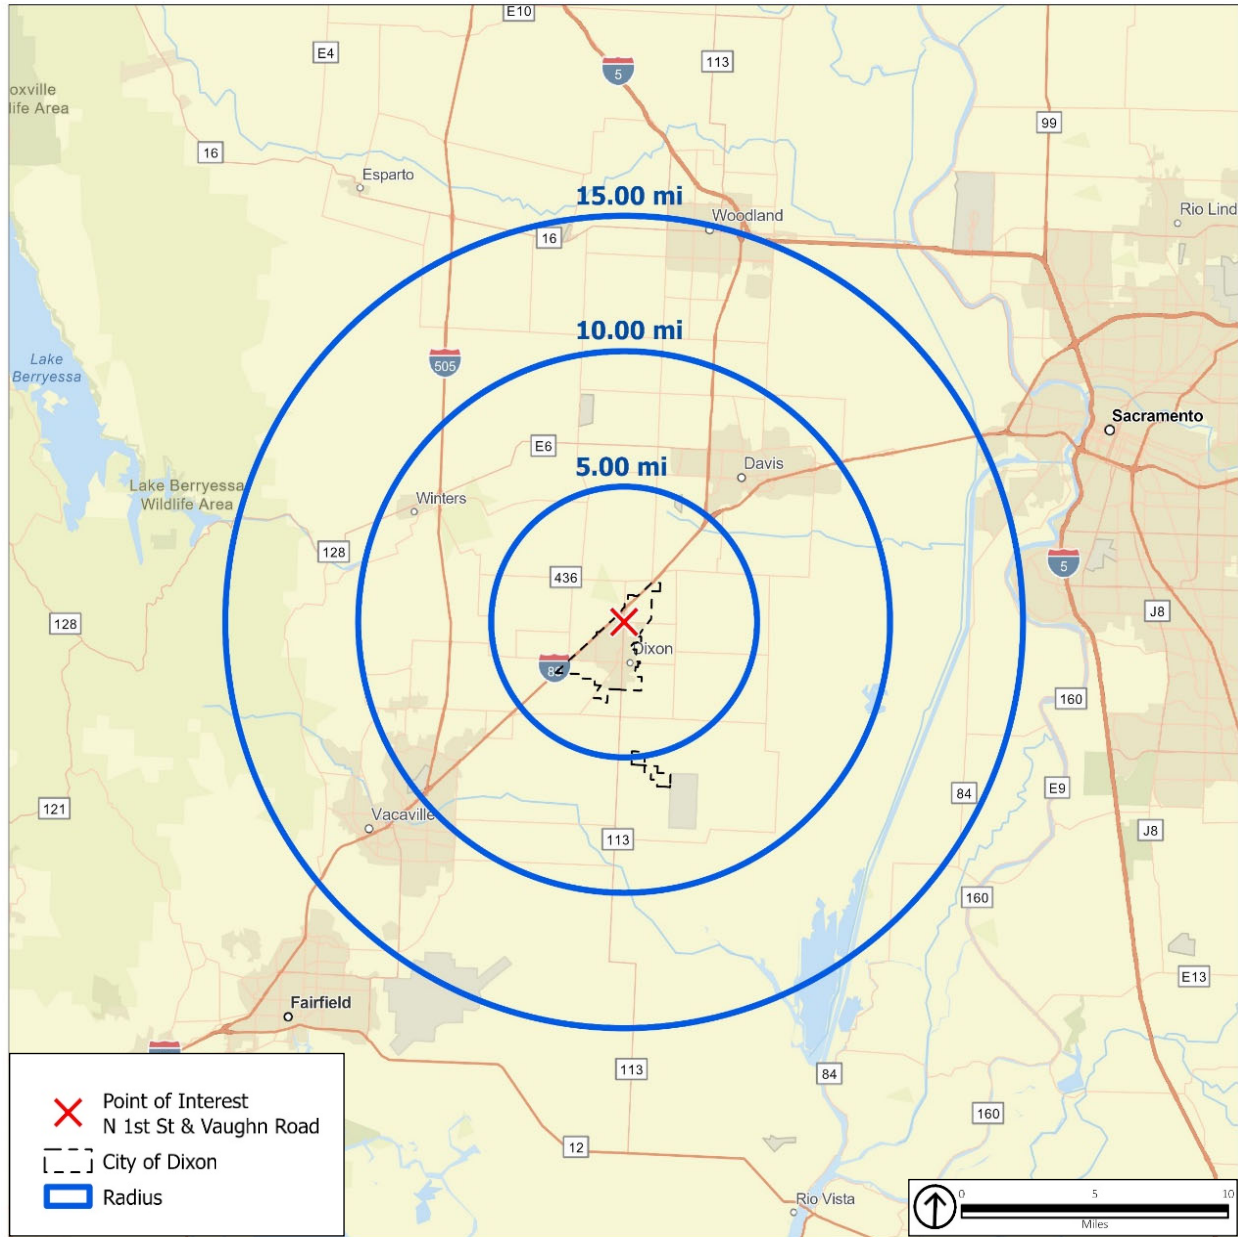 E10
E4
5
113
oxville
life Area
99
16
Esparto
15.00 mi
Woodland
Rio Lind
16
10.00 mi
Lake
Berryessa
505
Sacramento
E6
5.00 mi
Davis
Lake Berryessa
Wildlife Area
Winters
128
436
5
128
J8
Dixon
160
121
Vacaville
84
E9
J8
113
160
Fairfield
E13
113
84
160
12
Rio Vista
Point of Interest
N 1st St & Vaughn Road
City of Dixon
Radius
0 5 10
Miles